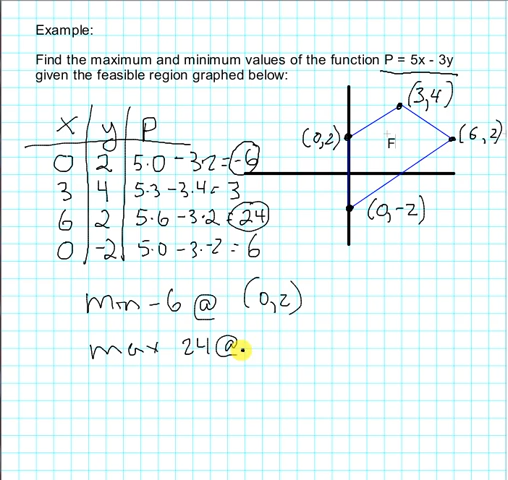 Example:
Find the maximum and minimum values of the function P = 5x - 3y
given the feasible region graphed below:
(3,4)
(0,2)
F
(6,2)
(0,-2)
x y P
0 2 5·0 -3·2 = -6
3 4 5·3 -3·4 = 3
6 2 5·6 -3·2 = 24
0 -2 5·0 -3·-2 = 6
min -6 @ (0,2)
max 24 @